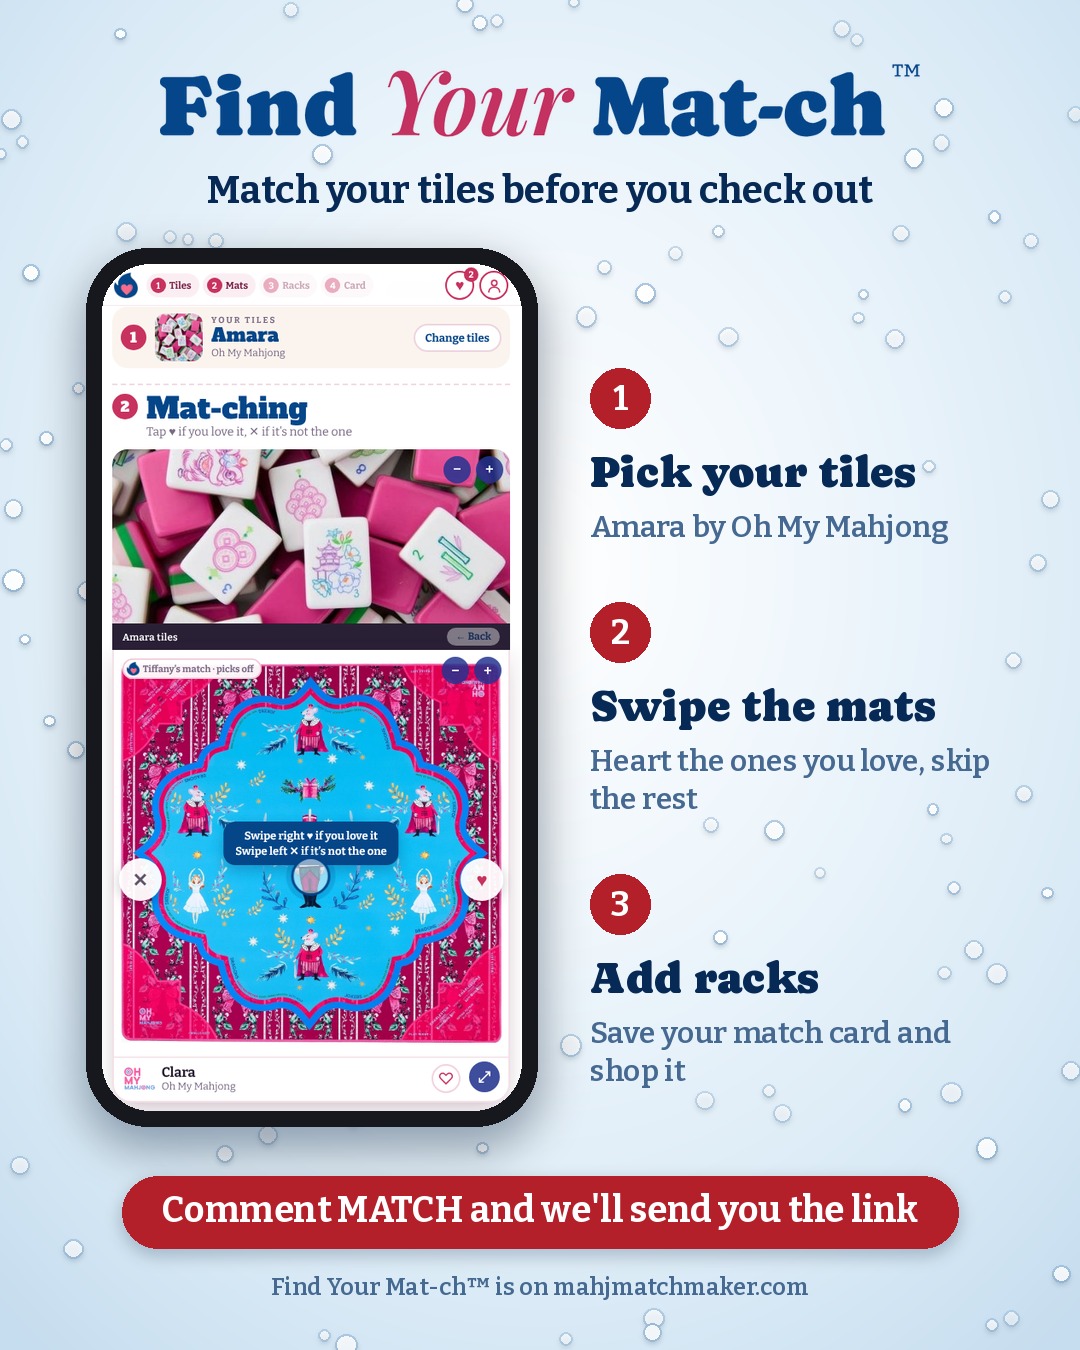 Find Your Mat-ch™
Match your tiles before you check out
1 Tiles
2 Mats
3 Racks
4 Card
2
1
YOUR TILES
Amara
Oh My Mahjong
Change tiles
2 Mat-ching
Tap ♥ if you love it, ✕ if it's not the one
Amara tiles
← Back
Tiffany's match · picks off
Swipe right ♥ if you love it
Swipe left ✕ if it's not the one
OH MY MAHJONG
Clara
Oh My Mahjong
1
Pick your tiles
Amara by Oh My Mahjong
2
Swipe the mats
Heart the ones you love, skip
the rest
3
Add racks
Save your match card and
shop it
Comment MATCH and we'll send you the link
Find Your Mat-ch™ is on mahjmatchmaker.com